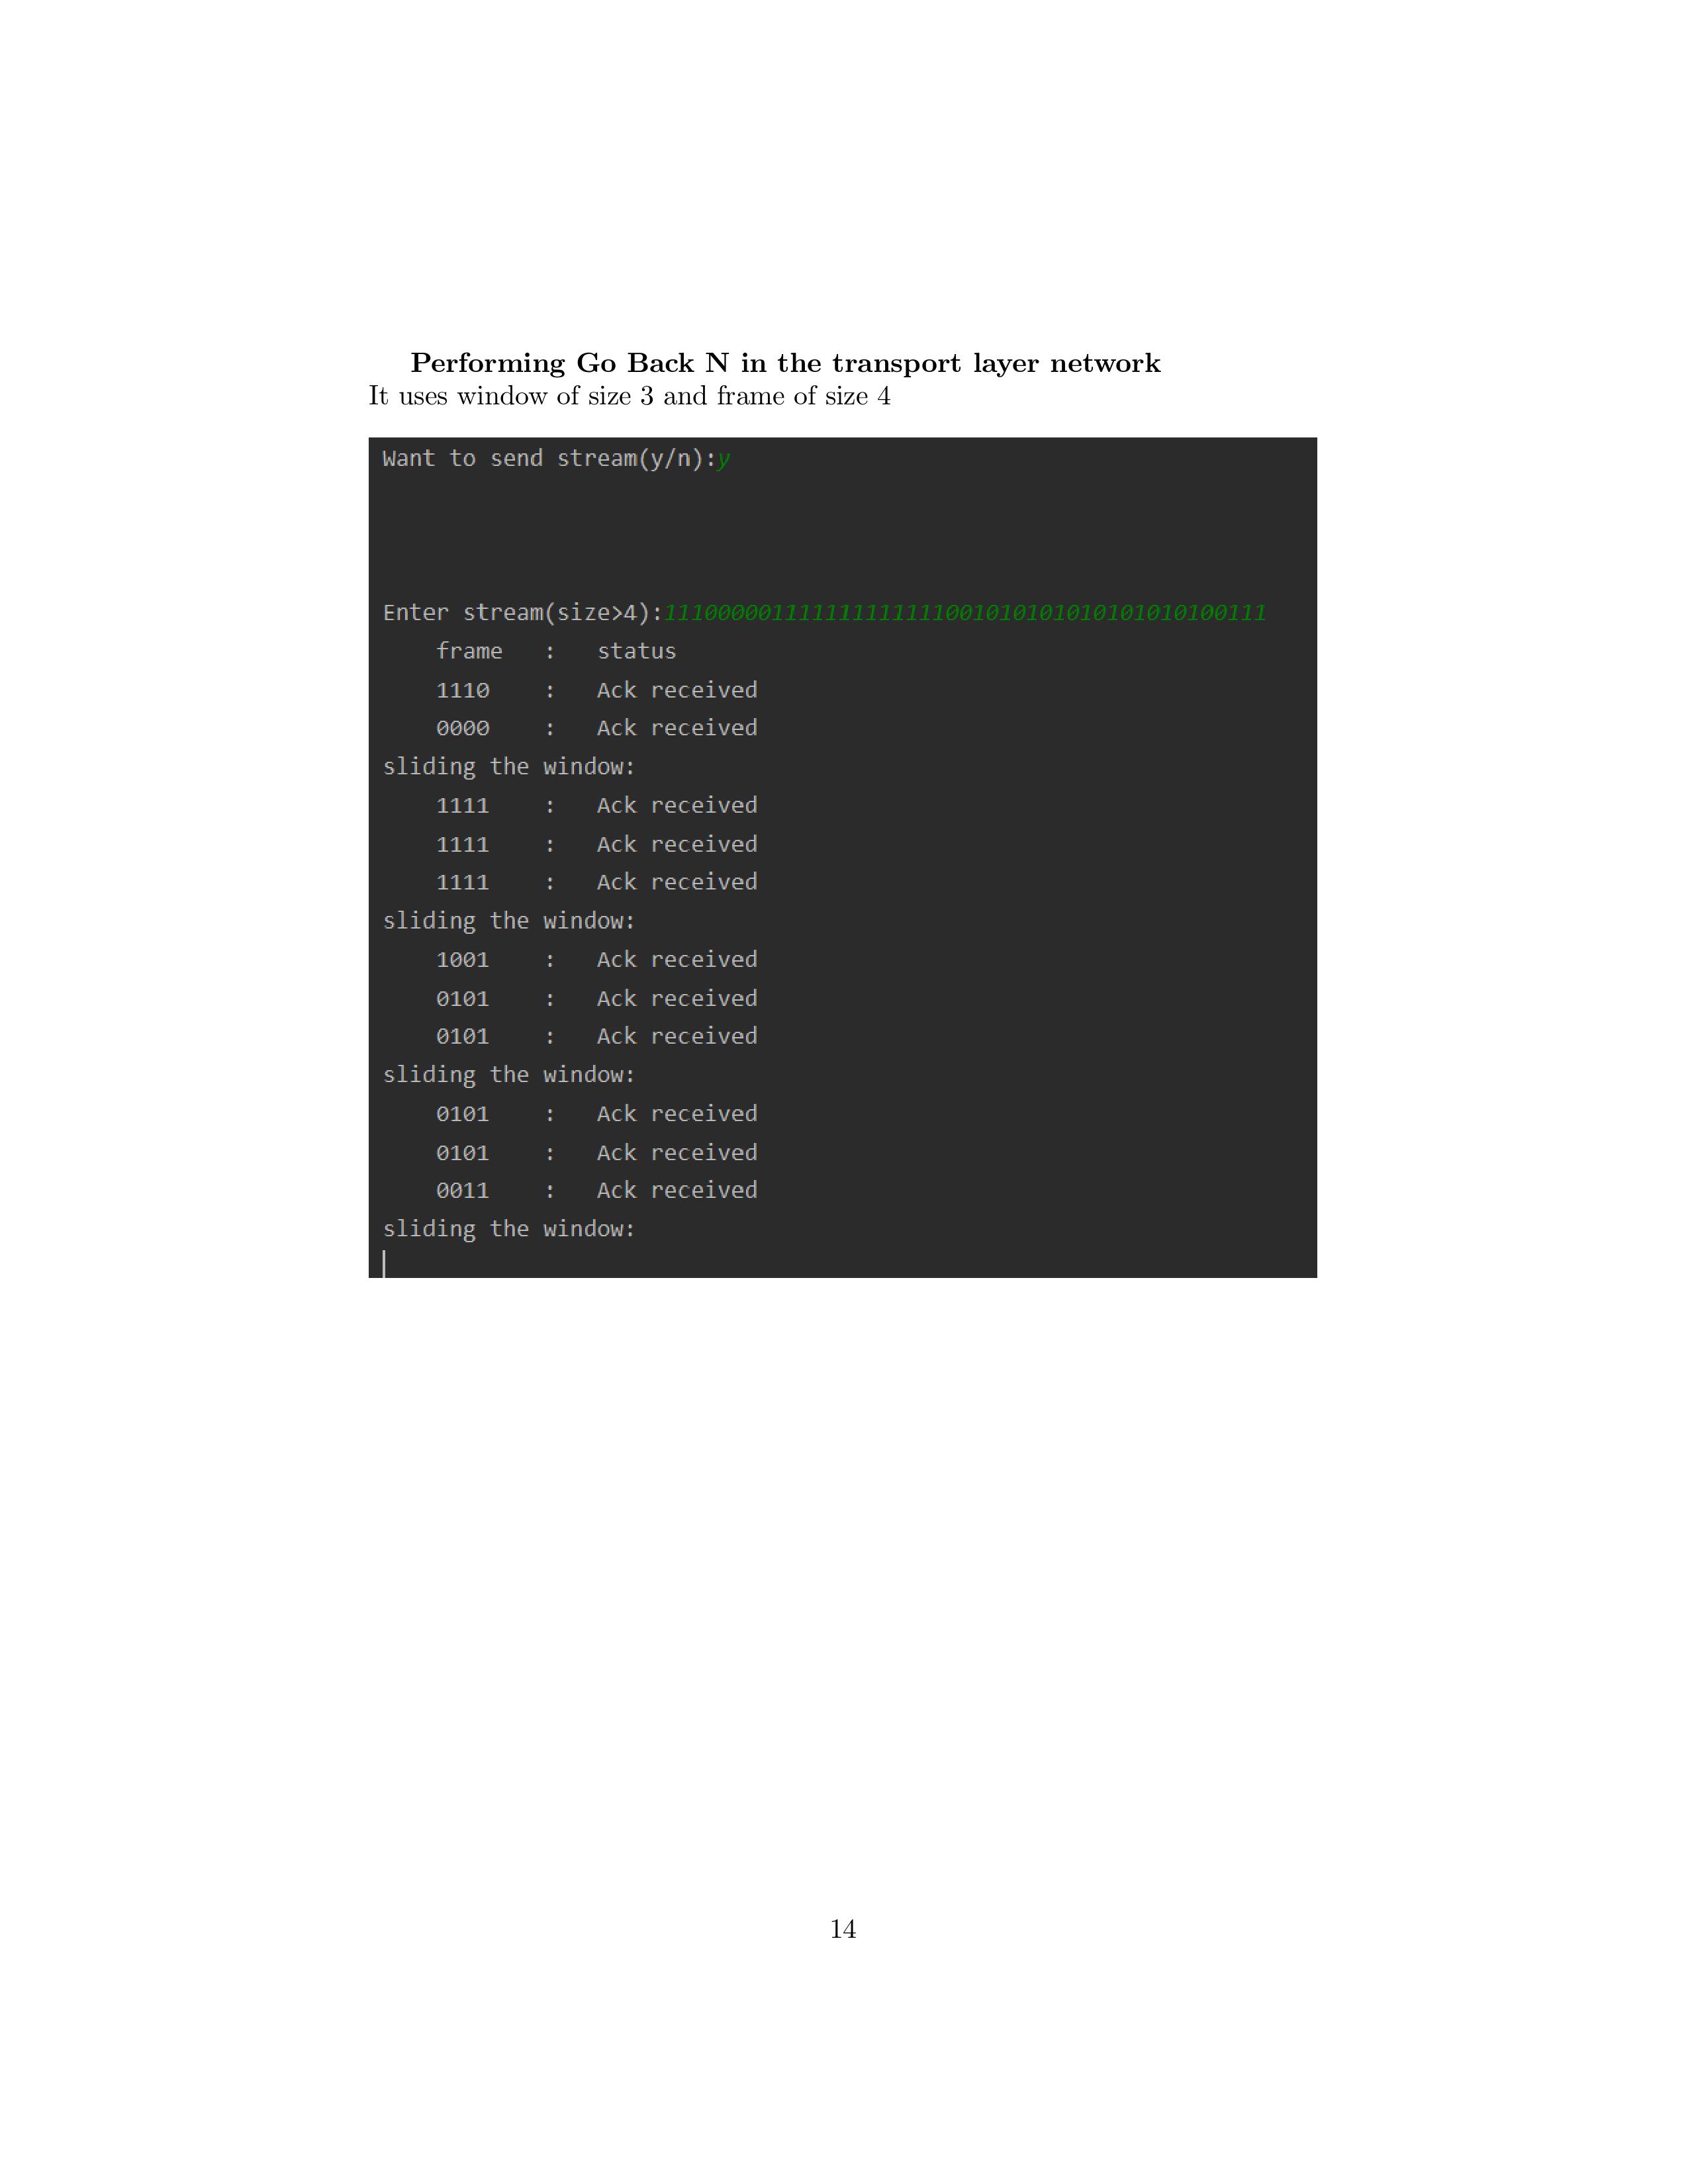 Performing Go Back N in the transport layer network
It uses window of size 3 and frame of size 4
Want to send stream(y/n):y
Enter stream(size>4):111000001111111111111001010101010101010100111
frame : status
1110 : Ack received
0000 : Ack received
sliding the window:
1111 : Ack received
1111 : Ack received
1111 : Ack received
sliding the window:
1001 : Ack received
0101 : Ack received
0101 : Ack received
sliding the window:
0101 : Ack received
0101 : Ack received
0011 : Ack received
sliding the window:
14